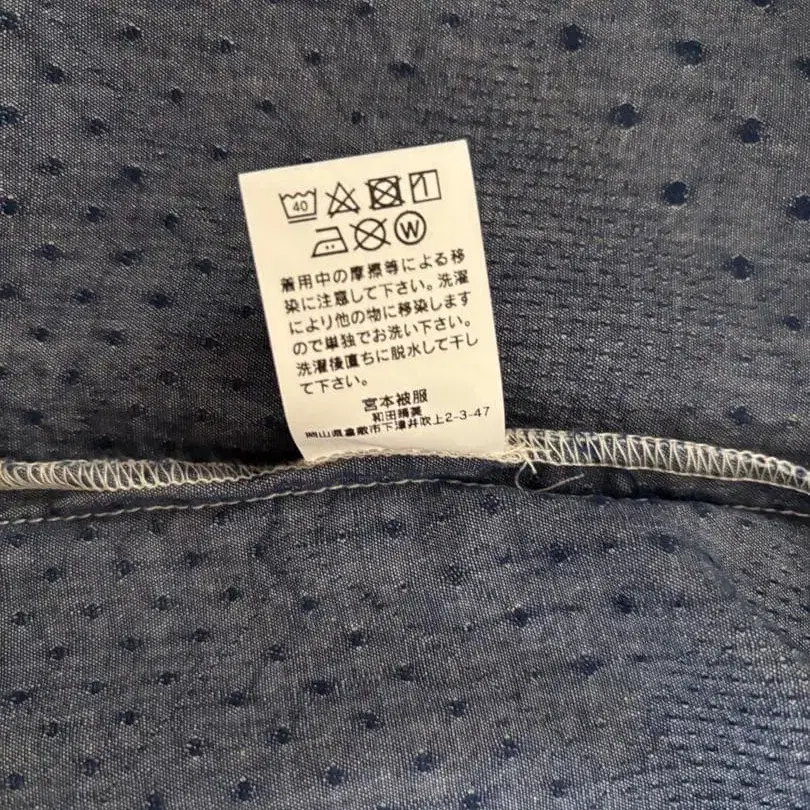 40
W
着用中の摩擦等による移
染に注意して下さい。洗濯
により他の物に移染します
ので単独でお洗い下さい。
洗濯後直ちに脱水して干し
て下さい。
宮本被服
和田晴美
岡山県倉敷市下津井吹上2-3-47